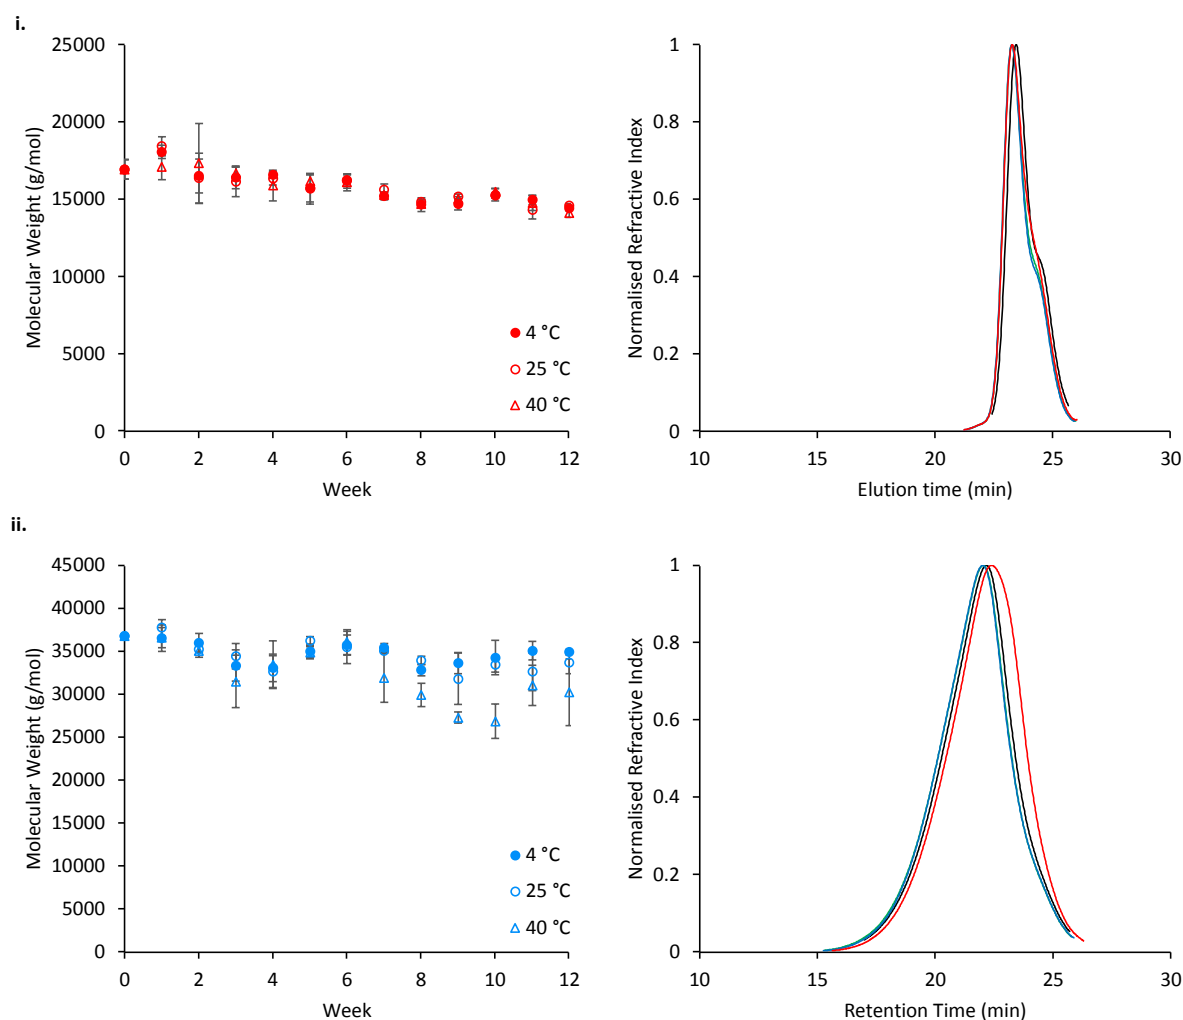 i.
25000
20000
15000
10000
5000
0
Molecular Weight (g/mol)
4 °C
25 °C
40 °C
0 2 4 6 8 10 12
Week
1
0.8
0.6
0.4
0.2
0
Normalised Refractive Index
10 15 20 25 30
Elution time (min)
ii.
45000
40000
35000
30000
25000
20000
15000
10000
5000
0
Molecular Weight (g/mol)
4 °C
25 °C
40 °C
0 2 4 6 8 10 12
Week
1
0.8
0.6
0.4
0.2
0
Normalised Refractive Index
10 15 20 25 30
Retention Time (min)